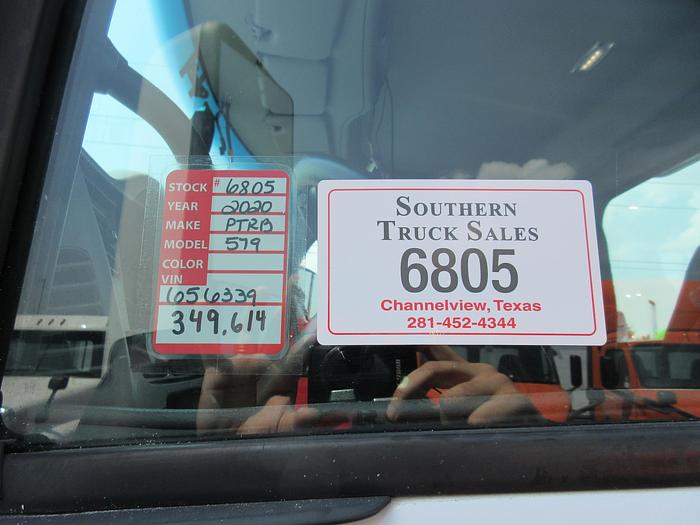 STOCK # 6805
YEAR 2020
MAKE PTRB
MODEL 579
COLOR
VIN
1656339
349,614
SOUTHERN
TRUCK SALES
6805
Channelview, Texas
281-452-4344